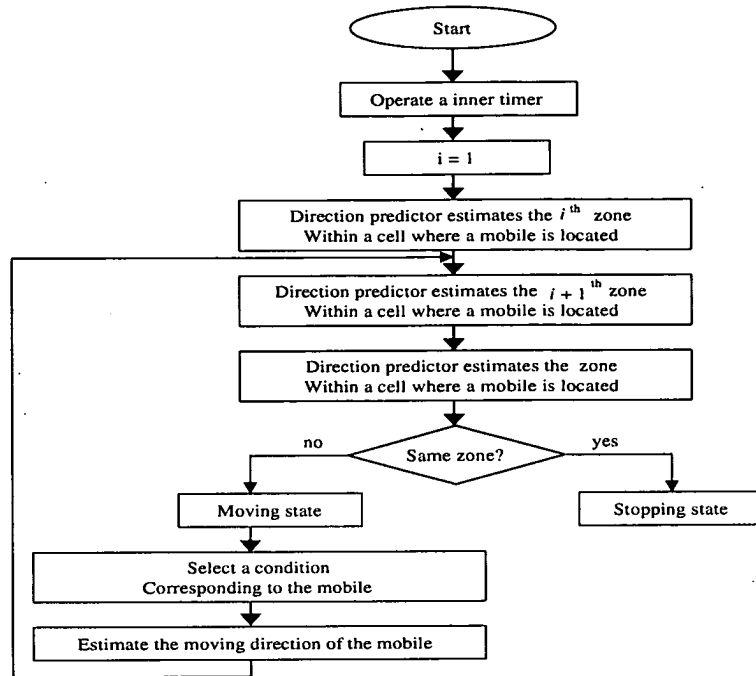 Start
Operate a inner timer
i = 1
Direction predictor estimates the i th zone
Within a cell where a mobile is located
Direction predictor estimates the i + 1 th zone
Within a cell where a mobile is located
Direction predictor estimates the zone
Within a cell where a mobile is located
no
Same zone?
yes
Moving state
Stopping state
Select a condition
Corresponding to the mobile
Estimate the moving direction of the mobile